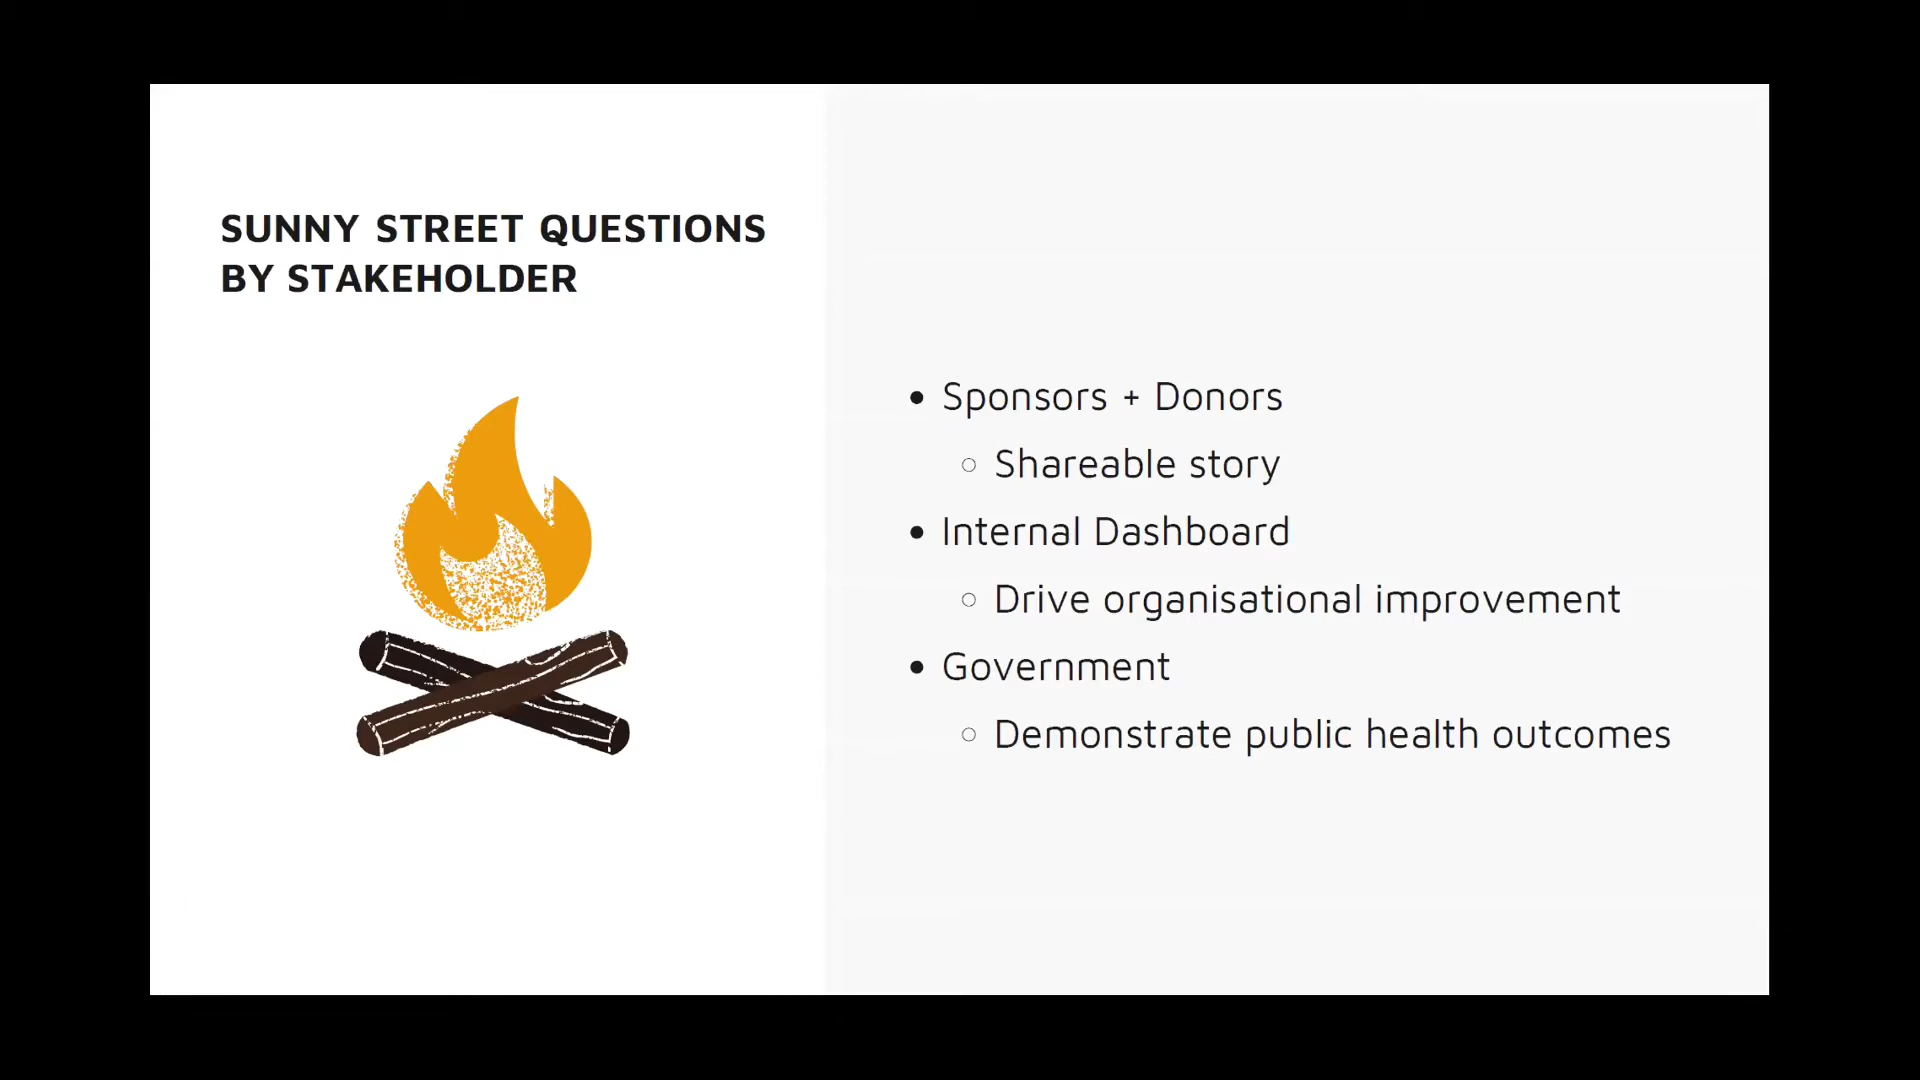 SUNNY STREET QUESTIONS
BY STAKEHOLDER
• Sponsors + Donors
○ Shareable story
• Internal Dashboard
○ Drive organisational improvement
• Government
○ Demonstrate public health outcomes